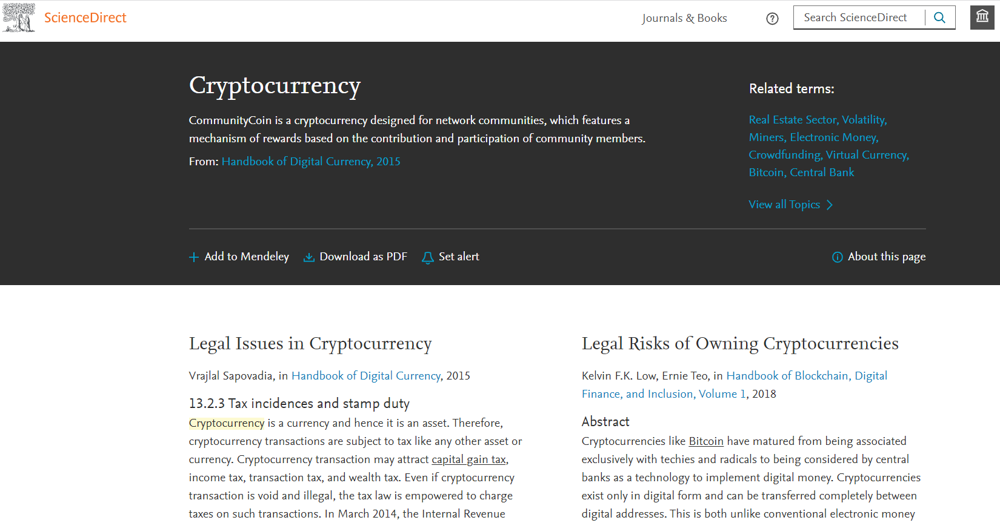 ScienceDirect
Journals & Books
?
Search ScienceDirect
Cryptocurrency
CommunityCoin is a cryptocurrency designed for network communities, which features a
mechanism of rewards based on the contribution and participation of community members.
From: Handbook of Digital Currency, 2015
Related terms:
Real Estate Sector, Volatility,
Miners, Electronic Money,
Crowdfunding, Virtual Currency,
Bitcoin, Central Bank
View all Topics
Add to Mendeley
Download as PDF
Set alert
About this page
Legal Issues in Cryptocurrency
Vrajlal Sapovadia, in Handbook of Digital Currency, 2015
13.2.3 Tax incidences and stamp duty
Cryptocurrency is a currency and hence it is an asset. Therefore,
cryptocurrency transactions are subject to tax like any other asset or
currency. Cryptocurrency transaction may attract capital gain tax,
income tax, transaction tax, and wealth tax. Even if cryptocurrency
transaction is void and illegal, the tax law is empowered to charge
taxes on such transactions. In March 2014, the Internal Revenue
Legal Risks of Owning Cryptocurrencies
Kelvin F.K. Low, Ernie Teo, in Handbook of Blockchain, Digital
Finance, and Inclusion, Volume 1, 2018
Abstract
Cryptocurrencies like Bitcoin have matured from being associated
exclusively with techies and radicals to being considered by central
banks as a technology to implement digital money. Cryptocurrencies
exist only in digital form and can be transferred completely between
digital addresses. This is both unlike conventional electronic money